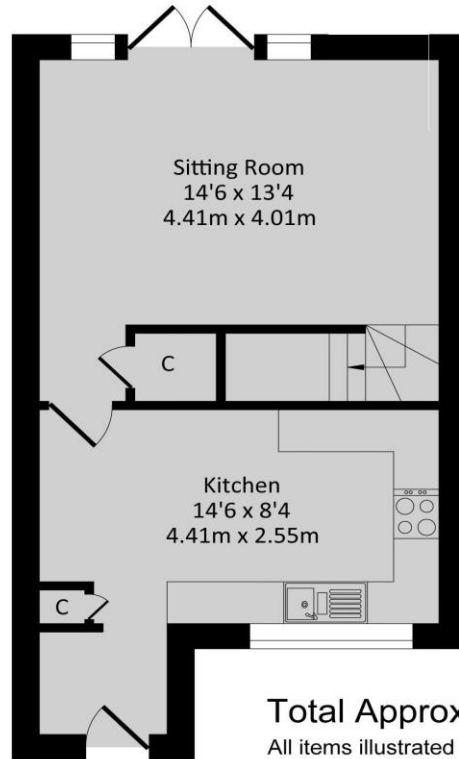 Sitting Room
14'6 x 13'4
4.41m x 4.01m
C
Kitchen
14'6 x 8'4
4.41m x 2.55m
C
Total Approx
All items illustrated